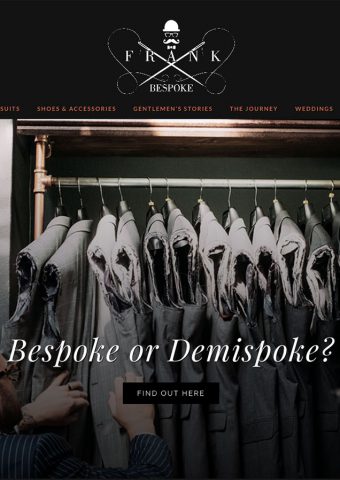 FRANK
BESPOKE
SUITS SHOES & ACCESSORIES GENTLEMEN'S STORIES THE JOURNEY WEDDINGS
Bespoke or Demispoke?
FIND OUT HERE